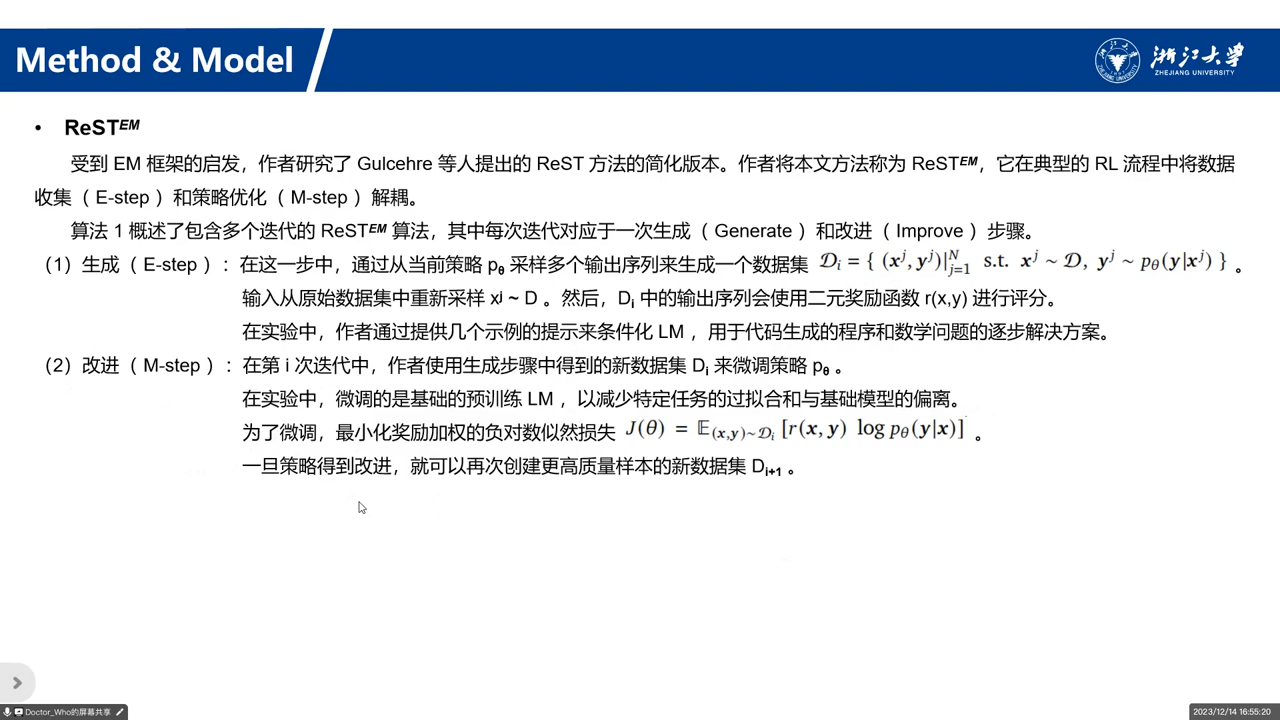 Method & Model
浙江大学
ZHEJIANG UNIVERSITY
• ReSTᴱᴹ
受到 EM 框架的启发，作者研究了 Gulcehre 等人提出的 ReST 方法的简化版本。作者将本文方法称为 ReSTᴱᴹ，它在典型的 RL 流程中将数据
收集（ E-step ）和策略优化（ M-step ）解耦。
算法 1 概述了包含多个迭代的 ReSTᴱᴹ 算法，其中每次迭代对应于一次生成（ Generate ）和改进（ Improve ）步骤。
（1）生成（ E-step ）：在这一步中，通过从当前策略 pθ 采样多个输出序列来生成一个数据集 𝒟ᵢ = { (xʲ, yʲ)|ᴺⱼ₌₁ s.t. xʲ ~ 𝒟, yʲ ~ pθ(y|xʲ) } 。
输入从原始数据集中重新采样 xʲ ~ D 。然后，Dᵢ 中的输出序列会使用二元奖励函数 r(x,y) 进行评分。
在实验中，作者通过提供几个示例的提示来条件化 LM ，用于代码生成的程序和数学问题的逐步解决方案。
（2）改进（ M-step ）：在第 i 次迭代中，作者使用生成步骤中得到的新数据集 Dᵢ 来微调策略 pθ 。
在实验中，微调的是基础的预训练 LM ，以减少特定任务的过拟合和与基础模型的偏离。
为了微调，最小化奖励加权的负对数似然损失 J(θ) = 𝔼(x,y)~𝒟ᵢ [r(x, y) log pθ(y|x)] 。
一旦策略得到改进，就可以再次创建更高质量样本的新数据集 Dᵢ₊₁ 。
Doctor_Who的屏幕共享
2023/12/14 16:55:20